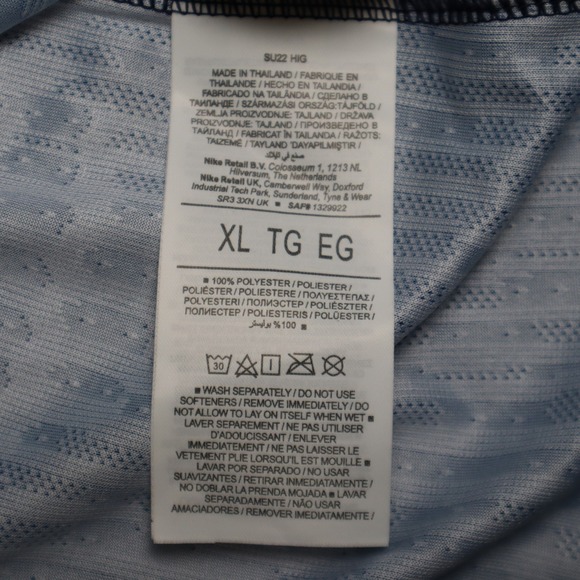 SU22 HIG
MADE IN THAILAND / FABRIQUE EN
THAILANDE / HECHO EN TAILANDIA /
FABRICADO NA TAILÂNDIA / СДЕЛАНО В
ТАИЛАНДЕ / SZÁRMAZÁSI ORSZÁG:TÁJFÖLD /
ZEMLJA PROIZVODNJE: TAJLAND / DRŽAVA
PROIZVODNJE: TAJLAND / ПРОИЗВЕДЕНО В
ТАЙЛАНД / FABRICAT ÎN TAILANDA / RAŽOTS:
TAIZEME / TAYLAND'DAYAPILMIŞTIR /
صنع في تايلاند
Nike Retail B.V. Colosseum 1, 1213 NL
Hilversum, The Netherlands
Nike Retail UK, Camberwell Way, Doxford
Industrial Tech Park, Sunderland, Tyne & Wear
SR3 3XN UK ■ SAF# 1329922
XL TG EG
■ 100% POLYESTER / POLIESTER /
POLIÉSTER / POLIESTERE / ΠΟΛΥΕΣΤΕΡΑΣ /
POLYESTERI / ПОЛИЭСТЕР / POLIÉSZTER /
ПОЛИЕСТЕР / POLIESTERIS / POLÜESTER /
100% بوليستر ■
30
■ WASH SEPARATELY / DO NOT USE
SOFTENERS / REMOVE IMMEDIATELY / DO
NOT ALLOW TO LAY ON ITSELF WHEN WET ■
LAVER SEPAREMENT / NE PAS UTILISER
D'ADOUCISSANT / ENLEVER
IMMEDIATEMENT / NE PAS LAISSER LE
VETEMENT PLIE LORSQU'IL EST MOUILLE ■
LAVAR POR SEPARADO / NO USAR
SUAVIZANTES / RETIRAR INMEDIATAMENTE /
NO DOBLAR LA PRENDA MOJADA ■ LAVAR
SEPARADAMENTE / NÃO USAR
AMACIADORES / REMOVER IMEDIATAMENTE /